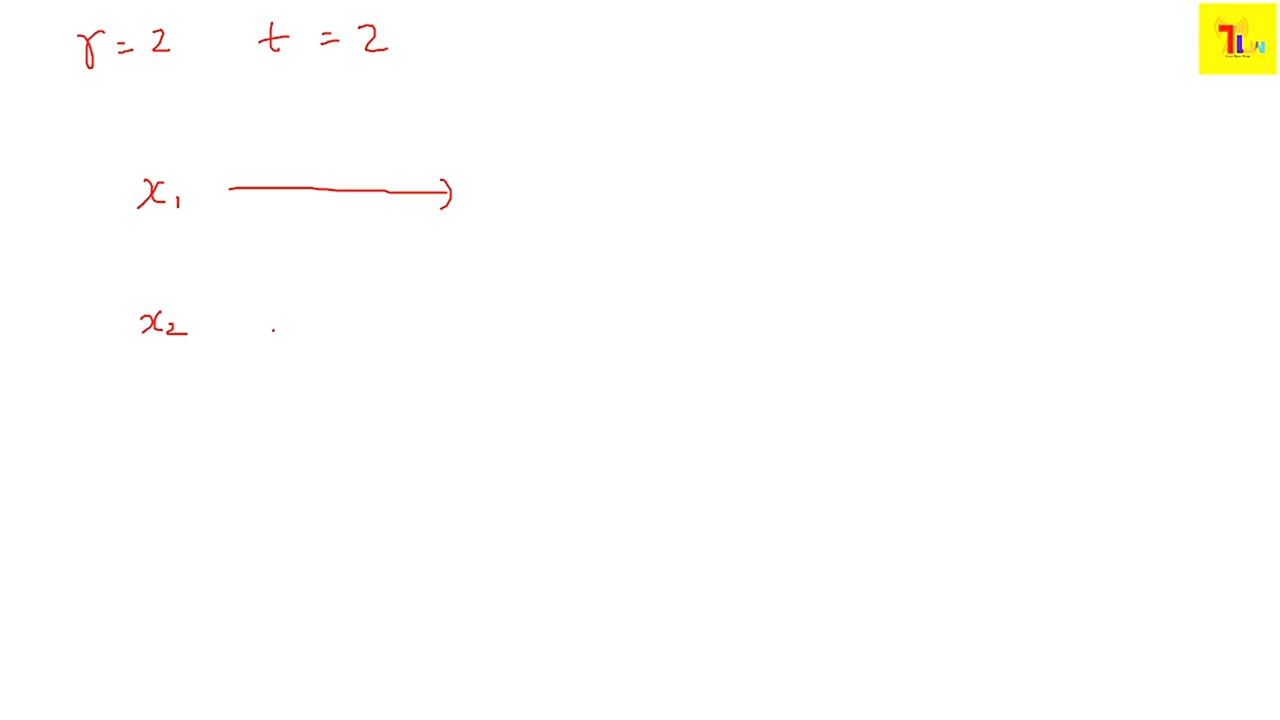 r = 2 t = 2
x₁ ⟶
x₂